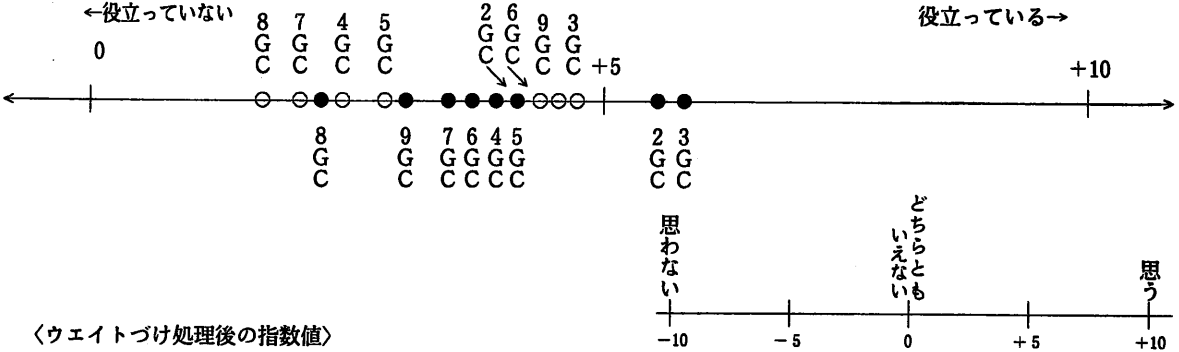 ←役立っていない
役立っている→
0
8GC
7GC
4GC
5GC
2GC
6GC
9GC
3GC
+5
+10
8GC
9GC
7GC
6GC
4GC
5GC
2GC
3GC
思わない
どちらとも
いえない
思う
〈ウエイトづけ処理後の指数値〉
-10
-5
0
+5
+10